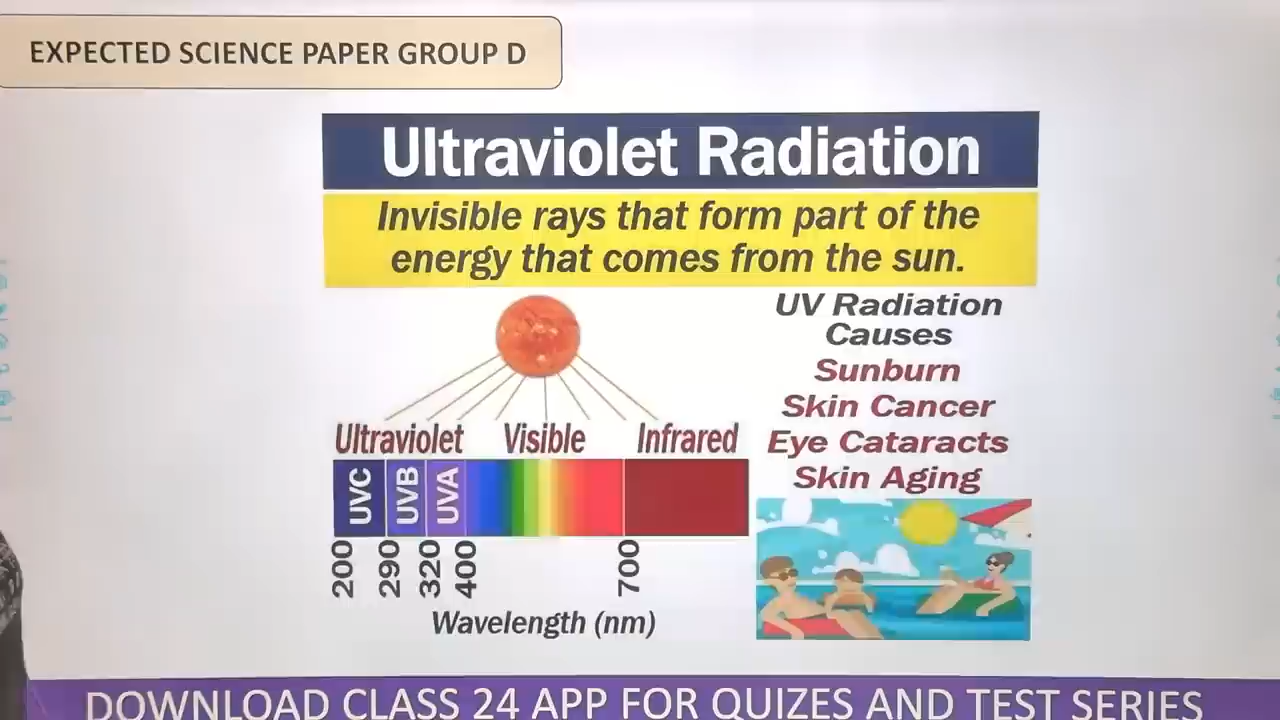 EXPECTED SCIENCE PAPER GROUP D
Ultraviolet Radiation
Invisible rays that form part of the
energy that comes from the sun.
UV Radiation
Causes
Sunburn
Skin Cancer
Eye Cataracts
Skin Aging
Ultraviolet Visible Infrared
UVC UVB UVA
200 290 320 400 700
Wavelength (nm)
DOWNLOAD CLASS 24 APP FOR QUIZES AND TEST SERIES